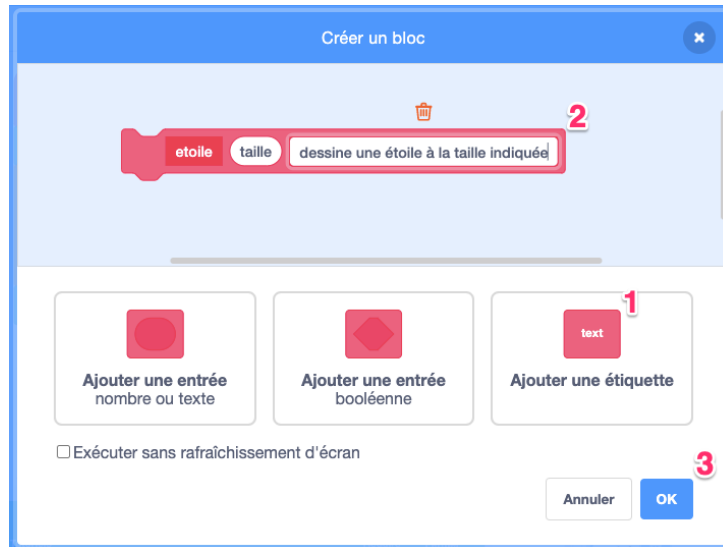 Créer un bloc
2
etoile taille dessine une étoile à la taille indiquée
1
text
Ajouter une entrée
nombre ou texte
Ajouter une entrée
booléenne
Ajouter une étiquette
Exécuter sans rafraîchissement d'écran
3
Annuler OK